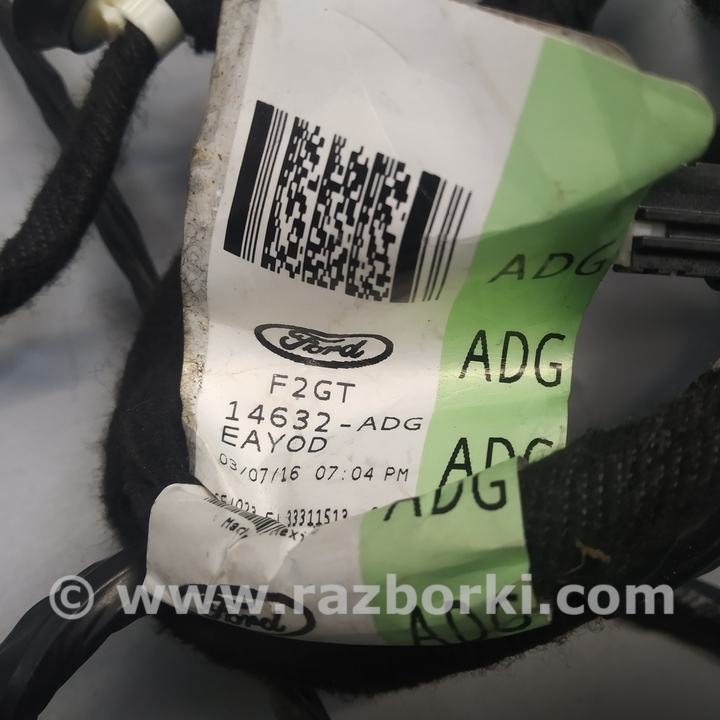 ADG
Ford
ADG
F2GT
14632-ADG
EAYOD
03/07/16 07:04 PM
ADG
33311513
ADG
© www.razborki.com
Ford
ADG